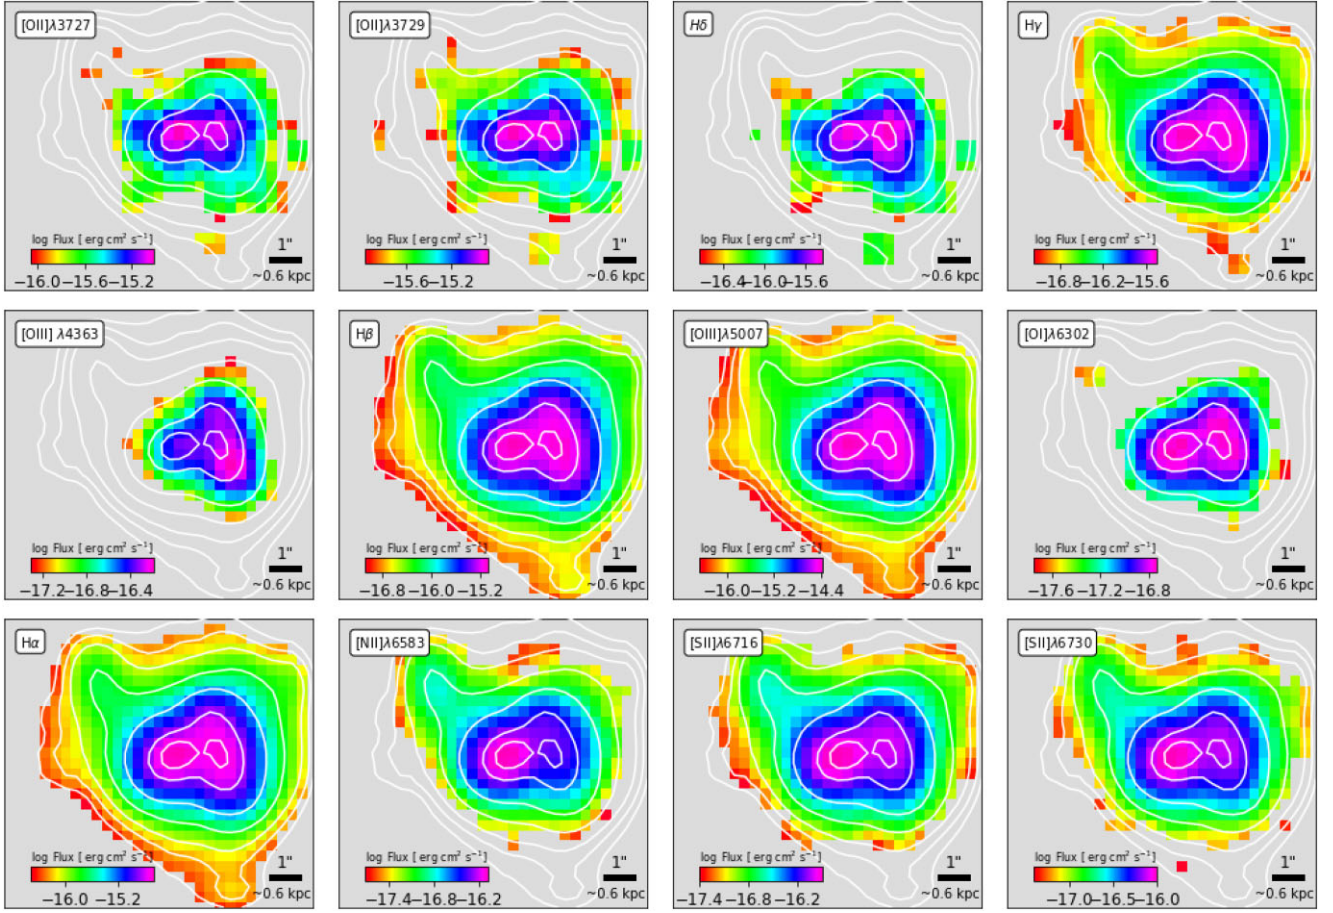 [OII]λ3727
log Flux [ erg cm² s⁻¹]
−16.0−15.6−15.2
1"
~0.6 kpc
[OII]λ3729
log Flux [ erg cm² s⁻¹]
−15.6−15.2
1"
~0.6 kpc
Hδ
log Flux [ erg cm² s⁻¹]
−16.4−16.0−15.6
1"
~0.6 kpc
Hγ
log Flux [ erg cm² s⁻¹]
−16.8−16.2−15.6
1"
~0.6 kpc
[OIII] λ4363
log Flux [ erg cm² s⁻¹]
−17.2−16.8−16.4
1"
~0.6 kpc
Hβ
log Flux [ erg cm² s⁻¹]
−16.8−16.0−15.2
1"
~0.6 kpc
[OIII]λ5007
log Flux [ erg cm² s⁻¹]
−16.0−15.2−14.4
1"
~0.6 kpc
[OI]λ6302
log Flux [ erg cm² s⁻¹]
−17.6−17.2−16.8
1"
~0.6 kpc
Hα
log Flux [ erg cm² s⁻¹]
−16.0−15.2
1"
~0.6 kpc
[NII]λ6583
log Flux [ erg cm² s⁻¹]
−17.4−16.8−16.2
1"
~0.6 kpc
[SII]λ6716
log Flux [ erg cm² s⁻¹]
−17.4−16.8−16.2
1"
~0.6 kpc
[SII]λ6730
log Flux [ erg cm² s⁻¹]
−17.0−16.5−16.0
1"
~0.6 kpc